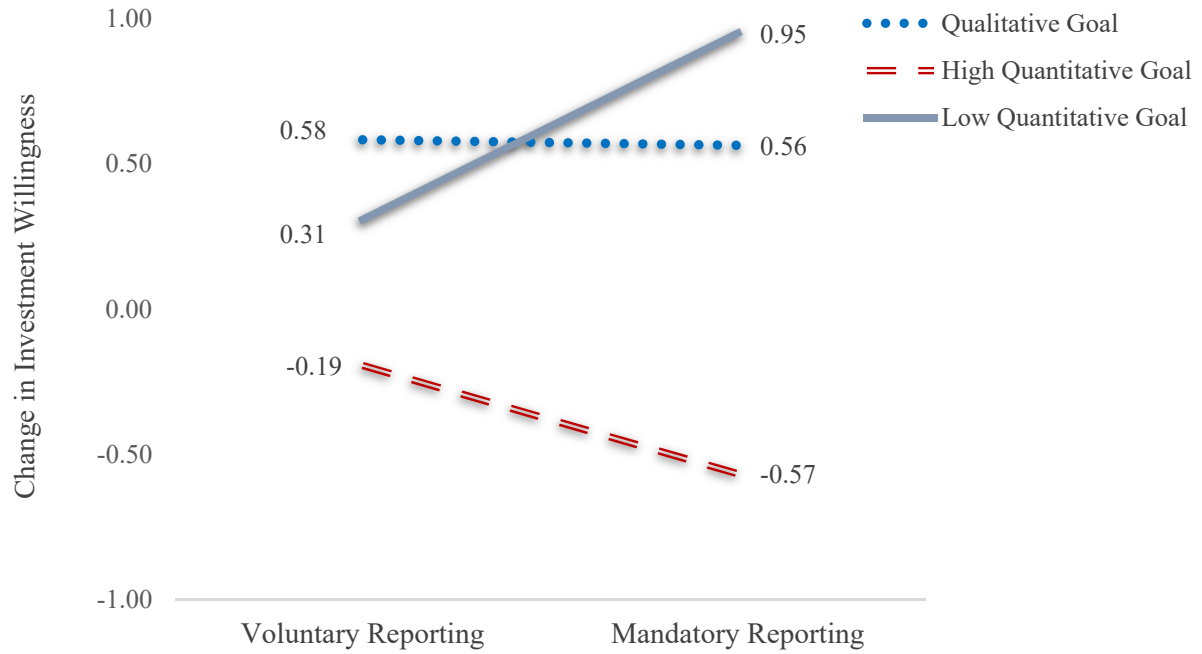 Change in Investment Willingness
1.00
0.50
0.00
-0.50
-1.00
0.58
0.31
-0.19
0.95
0.56
-0.57
Voluntary Reporting
Mandatory Reporting
Qualitative Goal
High Quantitative Goal
Low Quantitative Goal